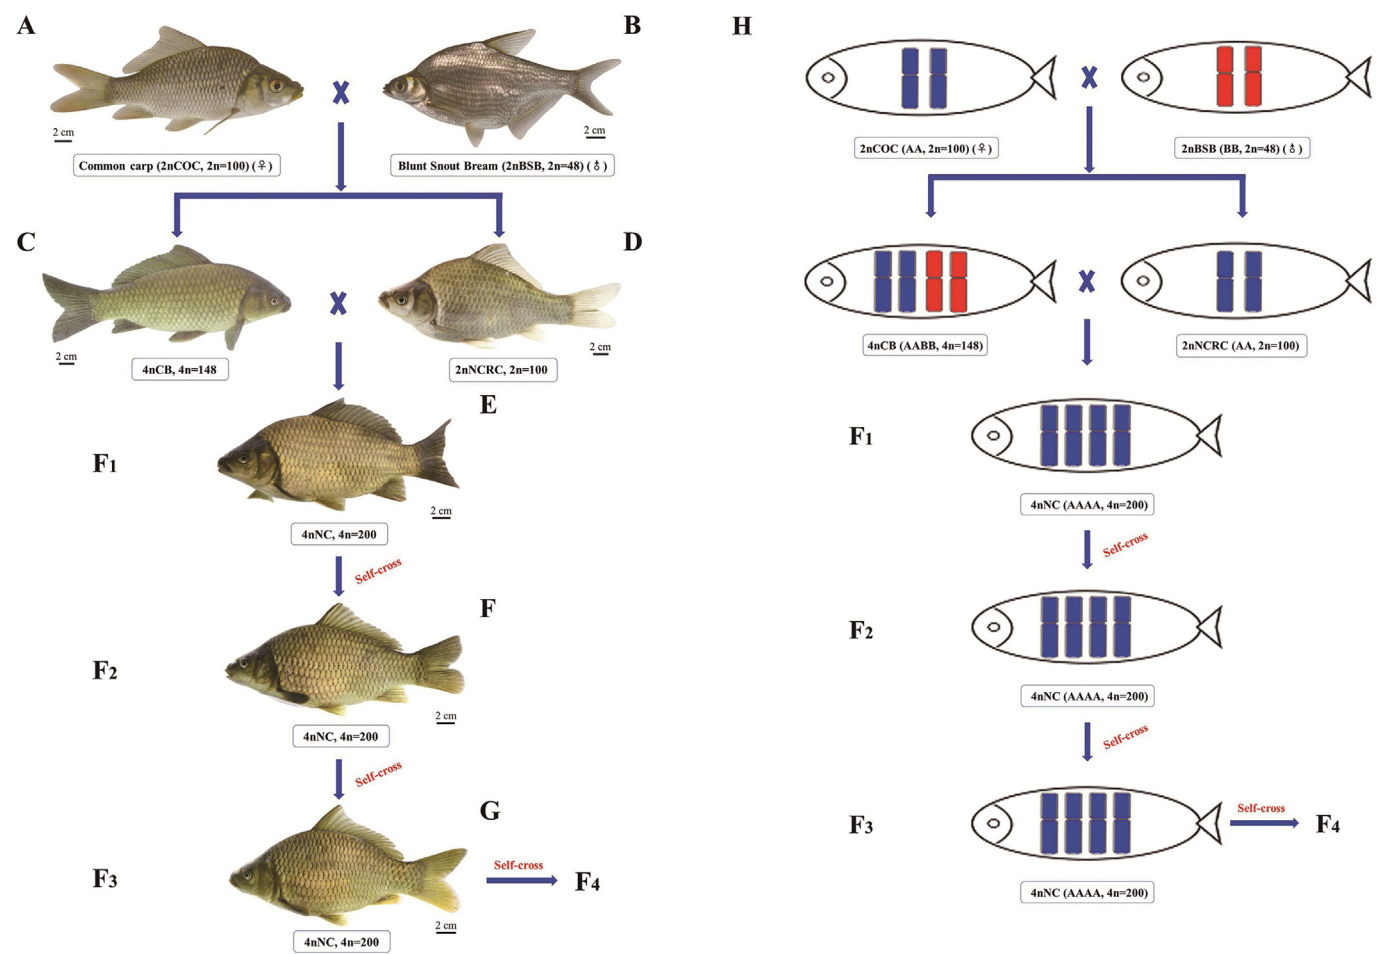 A
B
2 cm
2 cm
Common carp (2nCOC, 2n=100) (♀)
Blunt Snout Bream (2nBSB, 2n=48) (♂)
C
D
2 cm
2 cm
4nCB, 4n=148
2nNCRC, 2n=100
E
F1
2 cm
4nNC, 4n=200
Self-cross
F
F2
2 cm
4nNC, 4n=200
Self-cross
G
F3
Self-cross
F4
2 cm
4nNC, 4n=200
H
2nCOC (AA, 2n=100) (♀)
2nBSB (BB, 2n=48) (♂)
4nCB (AABB, 4n=148)
2nNCRC (AA, 2n=100)
F1
4nNC (AAAA, 4n=200)
Self-cross
F2
4nNC (AAAA, 4n=200)
Self-cross
F3
Self-cross
F4
4nNC (AAAA, 4n=200)